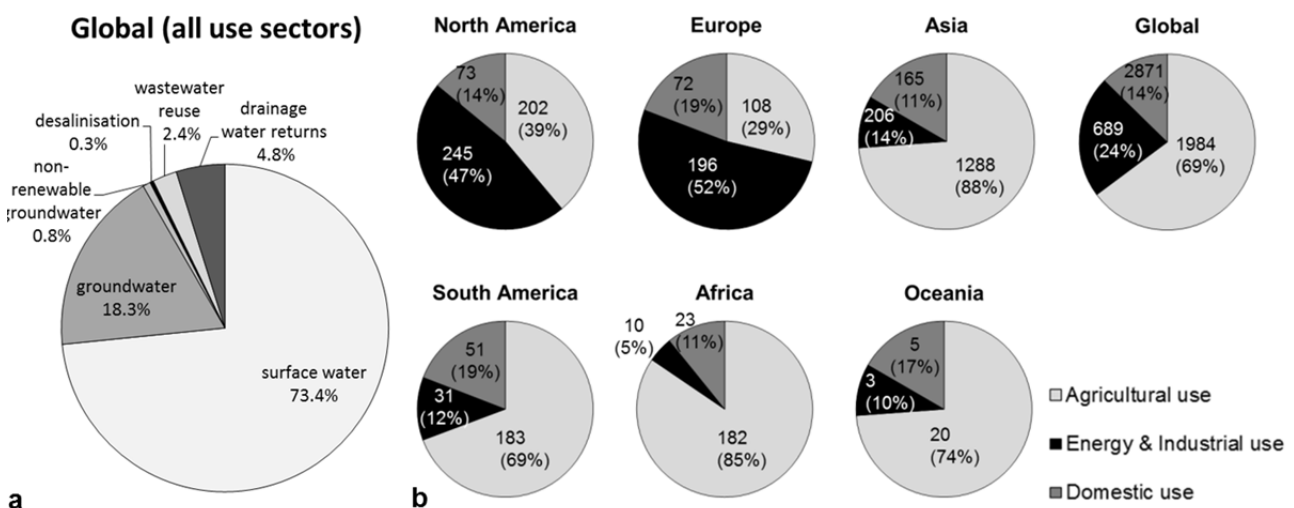 Global (all use sectors)
wastewater
reuse
2.4%
drainage
water returns
4.8%
desalinisation
0.3%
non-
renewable
groundwater
0.8%
groundwater
18.3%
surface water
73.4%
a
North America
73
(14%)
202
(39%)
245
(47%)
Europe
72
(19%)
108
(29%)
196
(52%)
Asia
165
(11%)
206
(14%)
1288
(88%)
Global
2871
(14%)
689
(24%)
1984
(69%)
South America
51
(19%)
31
(12%)
183
(69%)
Africa
10
(5%)
23
(11%)
182
(85%)
Oceania
5
(17%)
3
(10%)
20
(74%)
Agricultural use
Energy & Industrial use
Domestic use
b